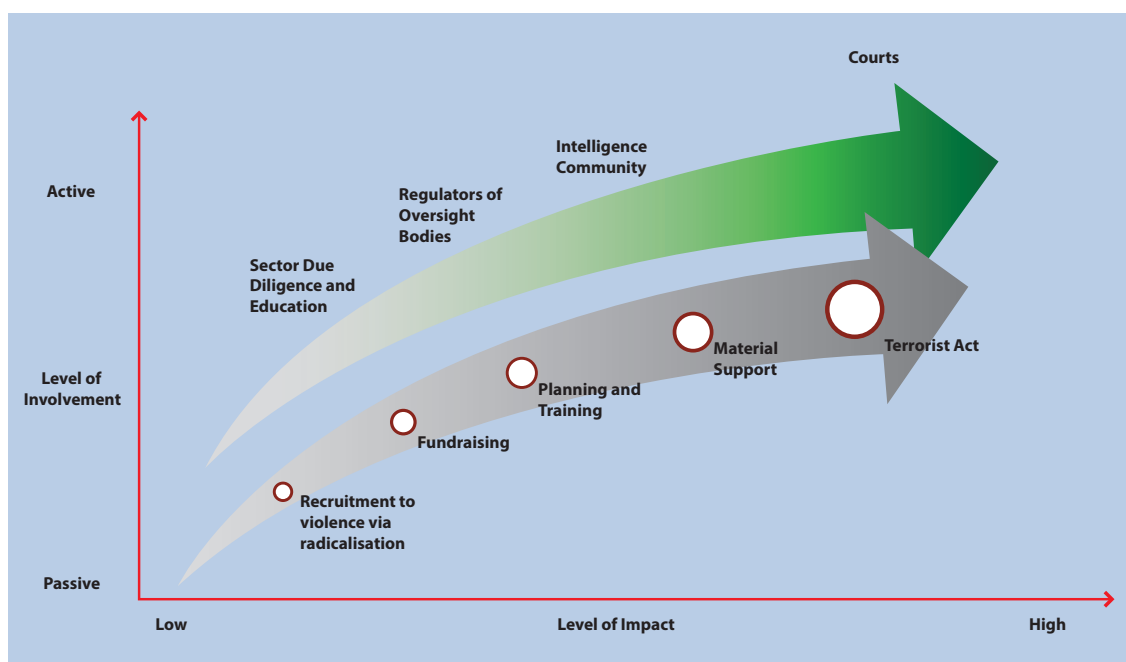 Courts
Intelligence
Community
Active
Regulators of
Oversight
Bodies
Sector Due
Diligence and
Education
Terrorist Act
Material
Support
Level of
Involvement
Planning and
Training
Fundraising
Recruitment to
violence via
radicalisation
Passive
Low
Level of Impact
High